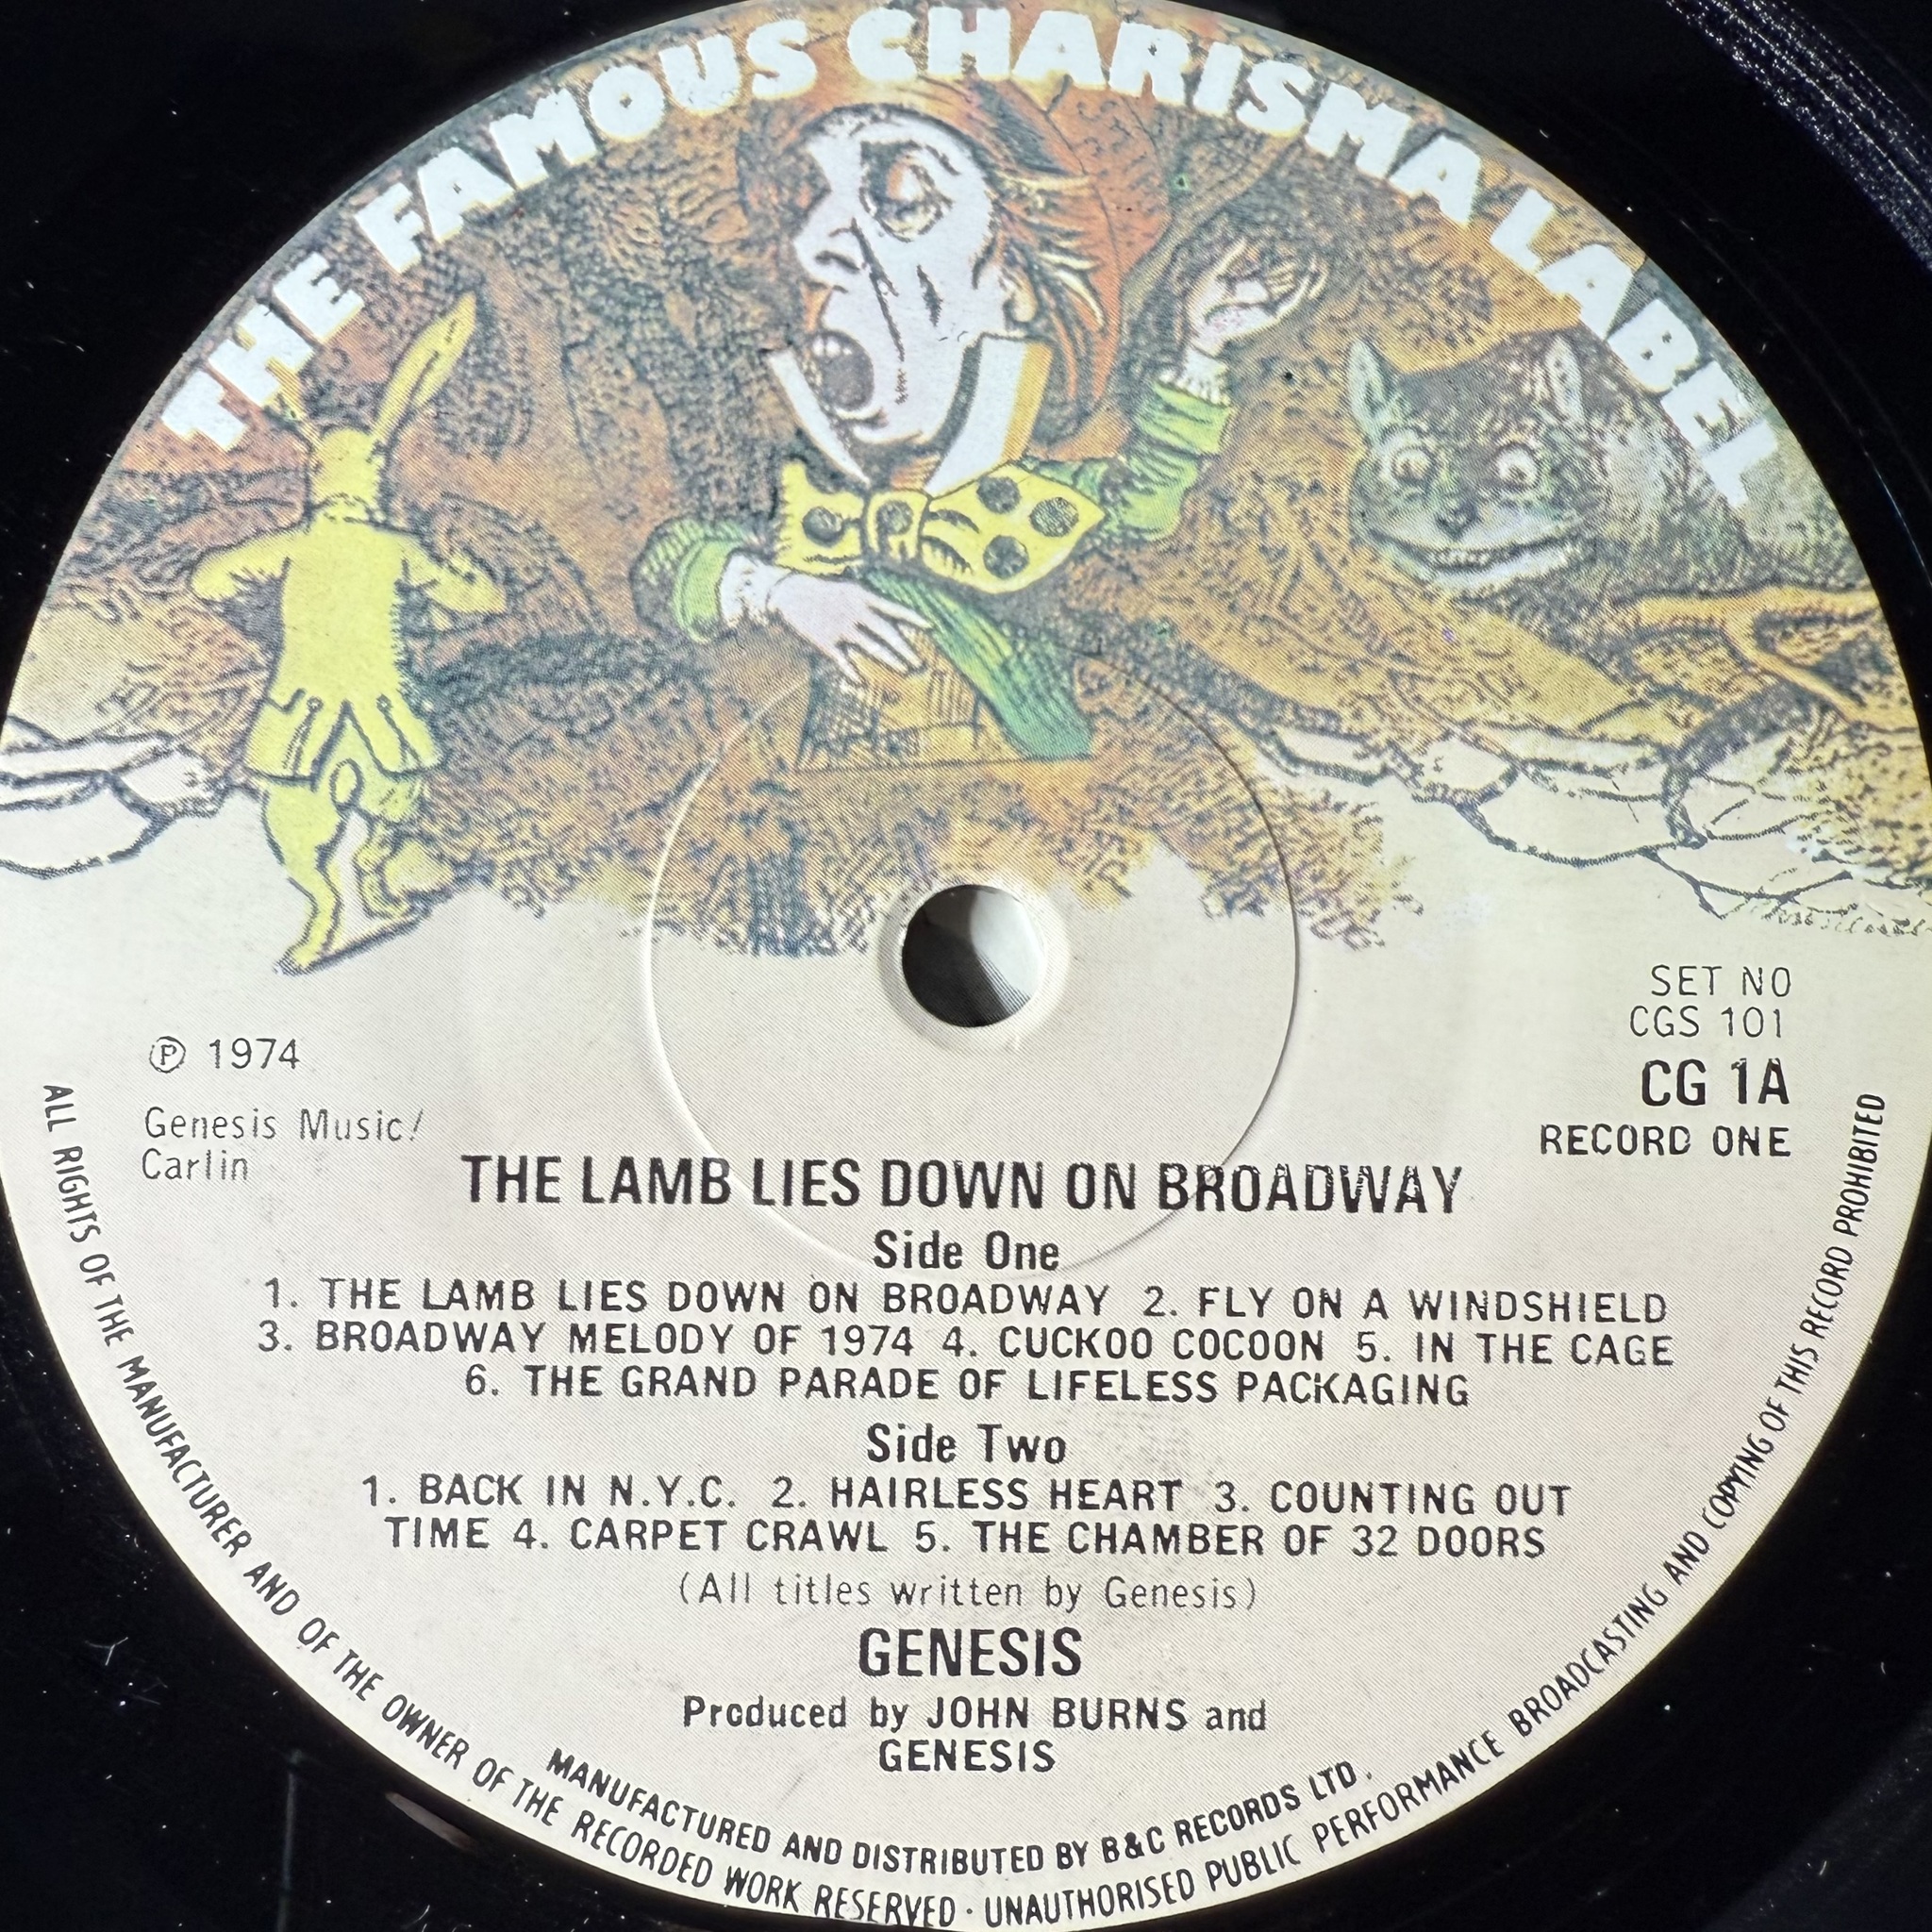 THE FAMOUS CHARISMA LABEL
SET NO
CGS 101
CG 1A
RECORD ONE
Ⓟ 1974
Genesis Music/
Carlin
THE LAMB LIES DOWN ON BROADWAY
Side One
1. THE LAMB LIES DOWN ON BROADWAY 2. FLY ON A WINDSHIELD
3. BROADWAY MELODY OF 1974 4. CUCKOO COCOON 5. IN THE CAGE
6. THE GRAND PARADE OF LIFELESS PACKAGING
Side Two
1. BACK IN N.Y.C. 2. HAIRLESS HEART 3. COUNTING OUT
TIME 4. CARPET CRAWL 5. THE CHAMBER OF 32 DOORS
(All titles written by Genesis)
GENESIS
Produced by JOHN BURNS and
GENESIS
MANUFACTURED AND DISTRIBUTED BY B&C RECORDS LTD.
ALL RIGHTS OF THE MANUFACTURER AND OF THE OWNER OF THE RECORDED WORK RESERVED · UNAUTHORISED PUBLIC PERFORMANCE BROADCASTING AND COPYING OF THIS RECORD PROHIBITED